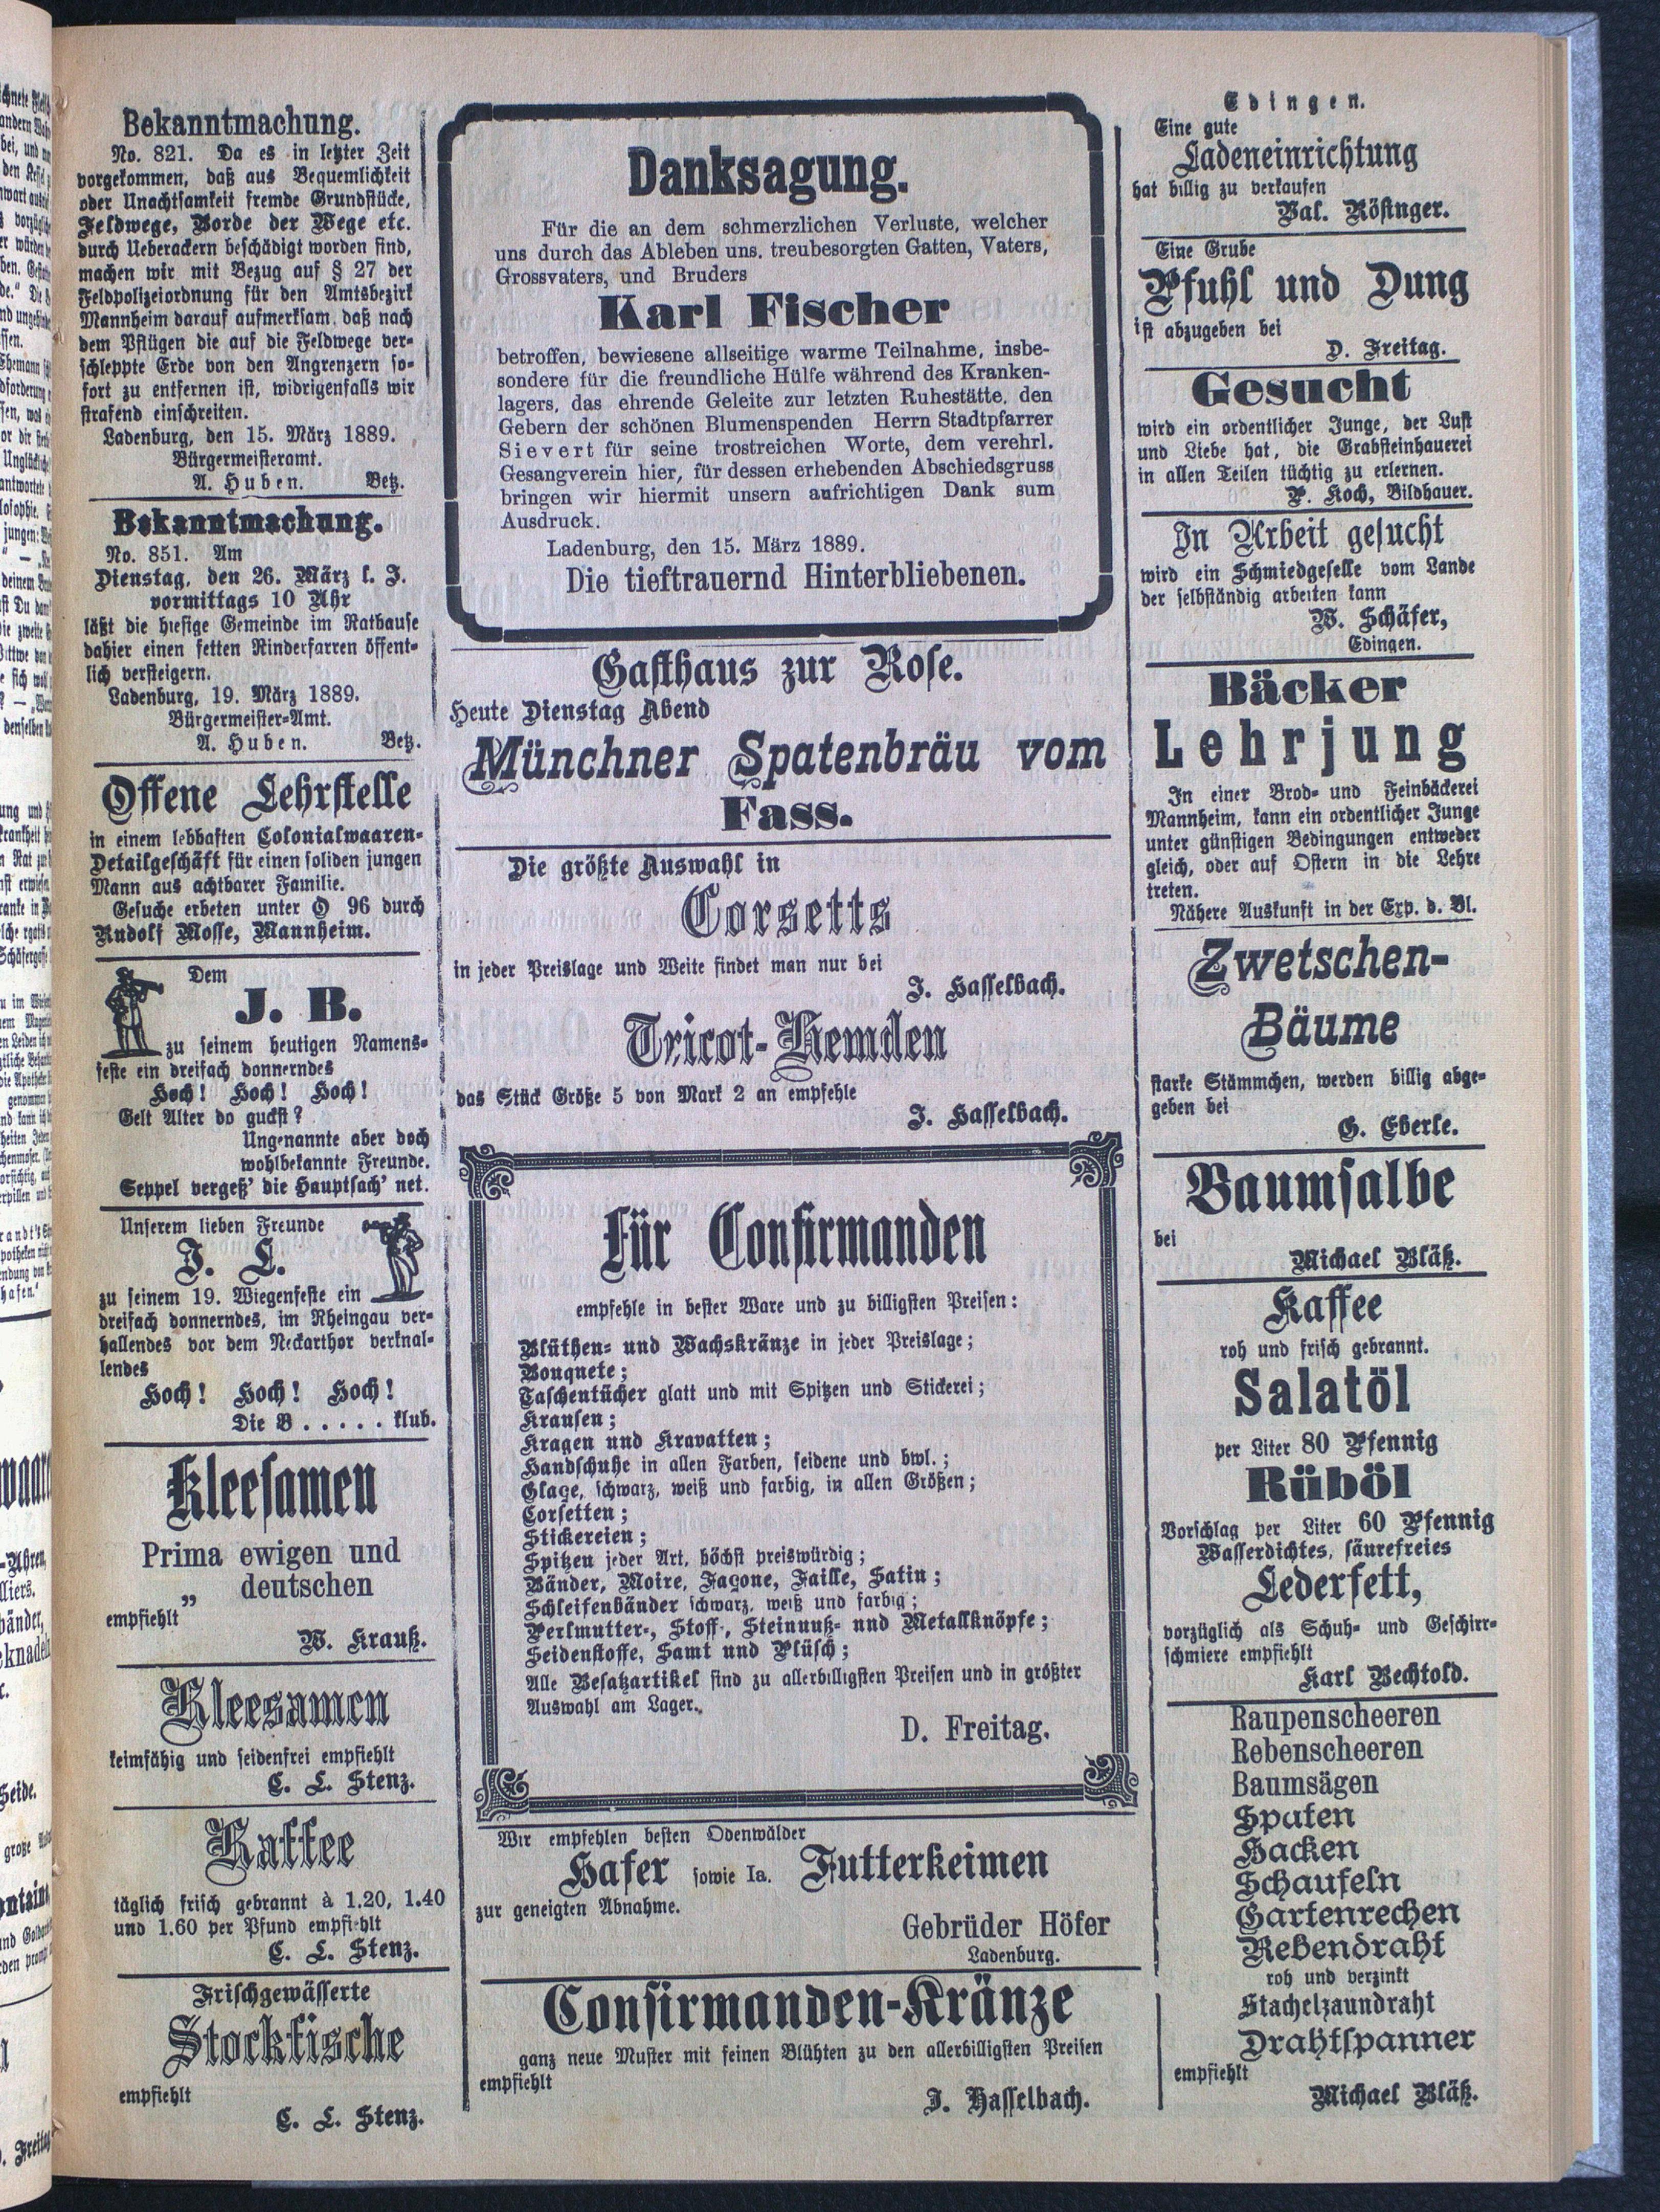 Bekanntmachung.
No. 821. Da es in letzter Zeit
vorgekommen, daß aus Bequemlichkeit
oder Unachtsamkeit fremde Grundstücke,
Feldwege, Borde der Wege etc.
durch Ueberackern beschädigt worden sind,
machen wir mit Bezug auf § 27 der
Feldpolizeiordnung für den Amtsbezirk
Mannheim darauf aufmerksam, daß nach
dem Pflügen die auf die Feldwege ver-
schleppte Erde von den Angrenzern so-
fort zu entfernen ist, widrigenfalls wir
strafend einschreiten.
Ladenburg, den 15. März 1889.
Bürgermeisteramt.
A. Huben. Betz.
Bekanntmachung.
No. 851. Am
Dienstag, den 26. März l. J.
vormittags 10 Uhr
läßt die hiesige Gemeinde im Rathause
dahier einen fetten Rinderfarren öffent-
lich versteigern.
Ladenburg, 19. März 1889.
Bürgermeister-Amt.
A. Huben. Betz.
Offene Lehrstelle
in einem lebhaften Colonialwaaren-
Detailgeschäft für einen soliden jungen
Mann aus achtbarer Familie.
Gesuche erbeten unter O 96 durch
Rudolf Mosse, Mannheim.
Dem
J. B.
zu seinem heutigen Namens-
feste ein dreifach donnerndes
Hoch! Hoch! Hoch!
Gelt Alter do guckst?
Ungenannte aber doch
wohlbekannte Freunde.
Seppel vergeß' die Hauptsach' net.
Unserem lieben Freunde
J. L.
zu seinem 19. Wiegenfeste ein
dreifach donnerndes, im Rheingau ver-
hallendes vor dem Neckarthor verknal-
lendes
Hoch! Hoch! Hoch!
Die B . . . . . klub.
Kleesamen
Prima ewigen und
„ deutschen
empfiehlt
W. Krauß.
Kleesamen
keimfähig und seidenfrei empfiehlt
C. L. Stenz.
Kaffee
täglich frisch gebrannt à 1.20, 1.40
und 1.60 per Pfund empfiehlt
C. L. Stenz.
Frischgewässerte
Stockfische
empfiehlt
C. L. Stenz.
Danksagung.
Für die an dem schmerzlichen Verluste, welcher
uns durch das Ableben uns. treubesorgten Gatten, Vaters,
Grossvaters, und Bruders
Karl Fischer
betroffen, bewiesene allseitige warme Teilnahme, insbe-
sondere für die freundliche Hülfe während des Kranken-
lagers, das ehrende Geleite zur letzten Ruhestätte, den
Gebern der schönen Blumenspenden Herrn Stadtpfarrer
Sievert für seine trostreichen Worte, dem verehrl.
Gesangverein hier, für dessen erhebenden Abschiedsgruss
bringen wir hiermit unsern aufrichtigen Dank sum
Ausdruck.
Ladenburg, den 15. März 1889.
Die tieftrauernd Hinterbliebenen.
Gasthaus zur Rose.
Heute Dienstag Abend
Münchner Spatenbräu vom
Fass.
Die größte Auswahl in
Corsetts
in jeder Preislage und Weite findet man nur bei
J. Hasselbach.
Tricot-Hemden
das Stück Größe 5 von Mark 2 an empfehle
J. Hasselbach.
Für Confirmanden
empfehle in bester Ware und zu billigsten Preisen:
Blüthen- und Wachskränze in jeder Preislage;
Bouquete;
Taschentücher glatt und mit Spitzen und Stickerei;
Krausen;
Kragen und Kravatten;
Handschuhe in allen Farben, seidene und bwl.;
Glage, schwarz, weiß und farbig, in allen Größen;
Corsetten;
Stickereien;
Spitzen jeder Art, höchst preiswürdig;
Bänder, Moire, Façone, Faille, Satin;
Schleifenbänder schwarz, weiß und farbig;
Perlmutter-, Stoff-, Steinnuß- und Metallknöpfe;
Seidenstoffe, Samt und Plüsch;
Alle Besatzartikel sind zu allerbilligsten Preisen und in größter
Auswahl am Lager.
D. Freitag.
Wir empfehlen besten Odenwälder
Hafer sowie Ia. Futterkeimen
zur geneigten Abnahme.
Gebrüder Höfer
Ladenburg.
Confirmanden-Kränze
ganz neue Muster mit feinen Blühten zu den allerbilligsten Preisen
empfiehlt
J. Hasselbach.
Edingen.
Eine gute
Ladeneinrichtung
hat billig zu verkaufen
Val. Rösinger.
Eine Grube
Pfuhl und Dung
ist abzugeben bei
D. Freitag.
Gesucht
wird ein ordentlicher Junge, der Lust
und Liebe hat, die Grabsteinhauerei
in allen Teilen tüchtig zu erlernen.
P. Koch, Bildhauer.
In Arbeit gesucht
wird ein Schmiedgeselle vom Lande
der selbständig arbeiten kann
W. Schäfer,
Edingen.
Bäcker
Lehrjung
In einer Brod- und Feinbäckerei
Mannheim, kann ein ordentlicher Junge
unter günstigen Bedingungen entweder
gleich, oder auf Ostern in die Lehre
treten.
Nähere Auskunft in der Exp. d. Bl.
Zwetschen-
Bäume
starke Stämmchen, werden billig abge-
geben bei
G. Eberle.
Baumsalbe
bei
Michael Bläß.
Kaffee
roh und frisch gebrannt.
Salatöl
per Liter 80 Pfennig
Rüböl
Vorschlag per Liter 60 Pfennig
Wasserdichtes, säurefreies
Lederfett,
vorzüglich als Schuh- und Geschirr-
schmiere empfiehlt
Karl Bechtold.
Raupenscheeren
Rebenscheeren
Baumsägen
Spaten
Hacken
Schaufeln
Gartenrechen
Rebendraht
roh und verzinkt
Stachelzaundraht
Drahtspanner
empfiehlt
Michael Bläß.